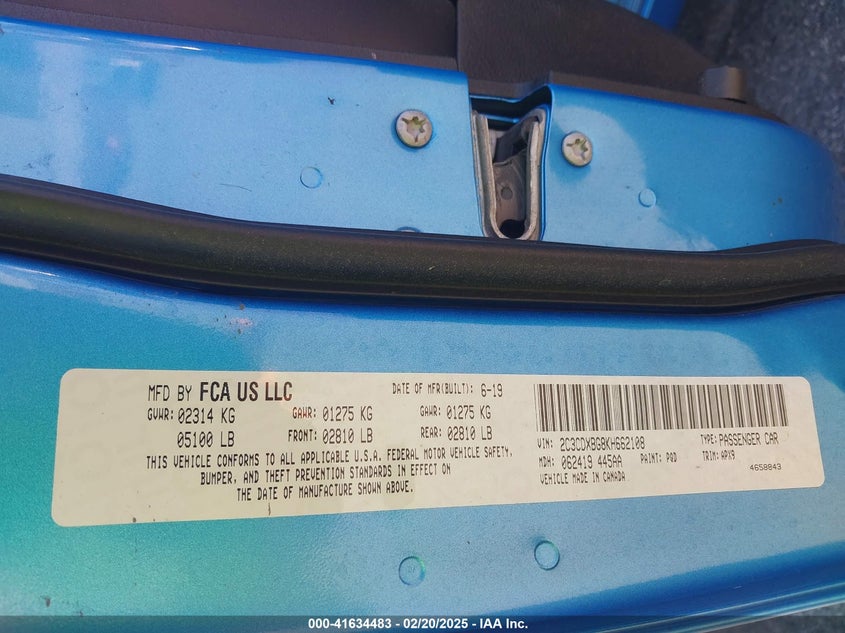 MFD BY FCA US LLC DATE OF MFR(BUILT): 6-19
GVWR: 02314 KG GAWR: 01275 KG GAWR: 01275 KG
05100 LB FRONT: 02810 LB REAR: 02810 LB
THIS VEHICLE CONFORMS TO ALL APPLICABLE U.S.A. FEDERAL MOTOR VEHICLE SAFETY,
BUMPER, AND THEFT PREVENTION STANDARDS IN EFFECT ON
THE DATE OF MANUFACTURE SHOWN ABOVE.
VIN: 2C3CDXBG8KH662108 TYPE: PASSENGER CAR
MDH: 062419 445AA PAINT: PQD TRIM: APX9
VEHICLE MADE IN CANADA 4658843
000-41634483 - 02/20/2025 - IAA Inc.